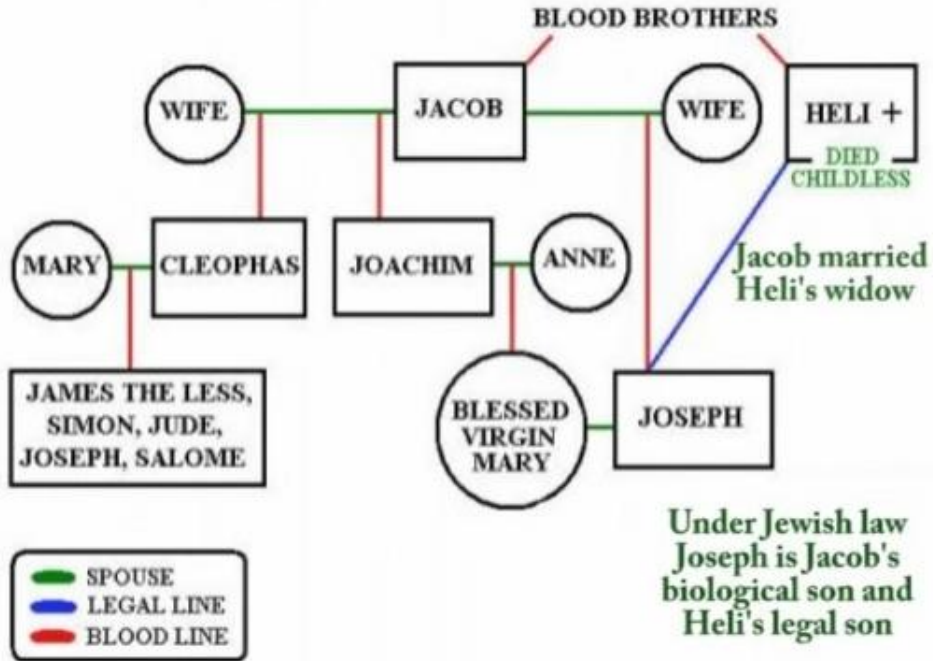 BLOOD BROTHERS
WIFE
JACOB
WIFE
HELI +
DIED
CHILDLESS
MARY
CLEOPHAS
JOACHIM
ANNE
Jacob married
Heli's widow
JAMES THE LESS,
SIMON, JUDE,
JOSEPH, SALOME
BLESSED
VIRGIN
MARY
JOSEPH
Under Jewish law
Joseph is Jacob's
biological son and
Heli's legal son
SPOUSE
LEGAL LINE
BLOOD LINE